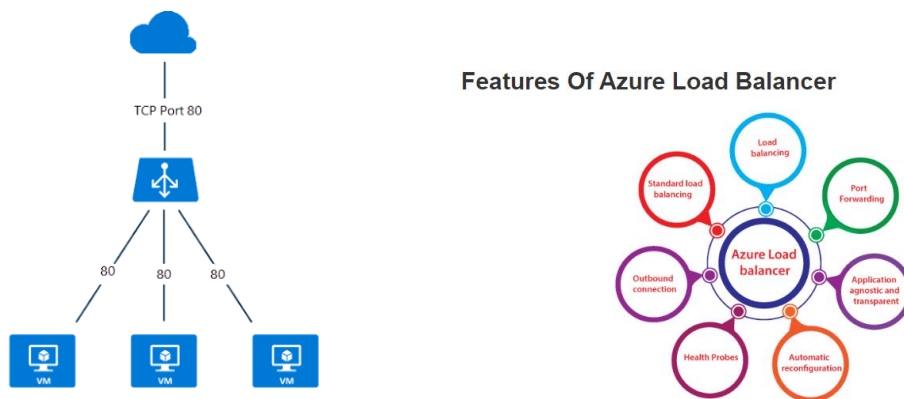 TCP Port 80
80
80
80
VM
VM
VM
Features Of Azure Load Balancer
Load
balancing
Standard load
balancing
Port
Forwarding
Azure Load
balancer
Outbound
connection
Application
agnostic and
transparent
Health Probes
Automatic
reconfiguration